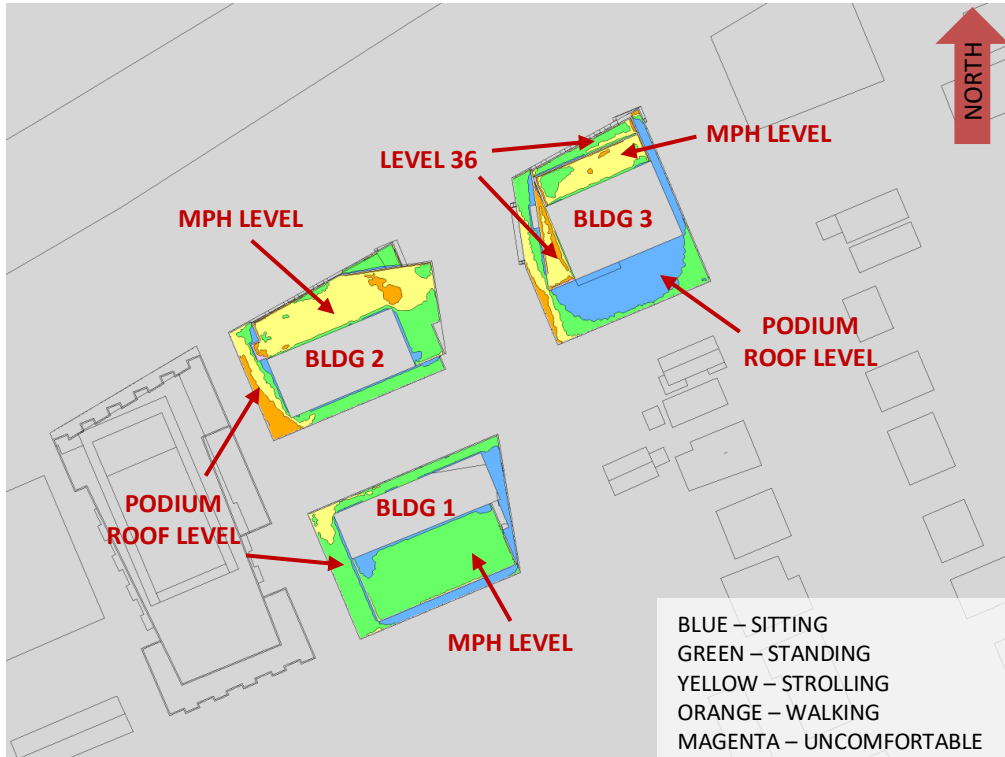 NORTH
MPH LEVEL
LEVEL 36
BLDG 3
MPH LEVEL
PODIUM
ROOF LEVEL
BLDG 2
PODIUM
ROOF LEVEL
BLDG 1
MPH LEVEL
BLUE – SITTING
GREEN – STANDING
YELLOW – STROLLING
ORANGE – WALKING
MAGENTA – UNCOMFORTABLE